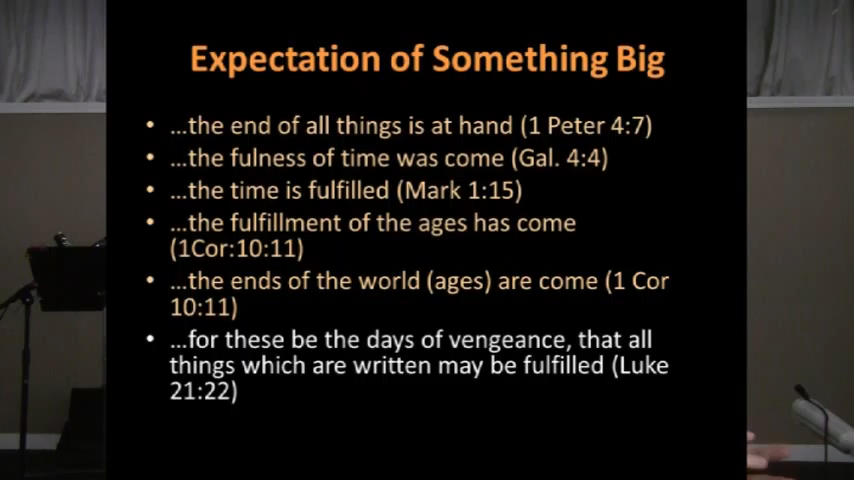 Expectation of Something Big
• ...the end of all things is at hand (1 Peter 4:7)
• ...the fulness of time was come (Gal. 4:4)
• ...the time is fulfilled (Mark 1:15)
• ...the fulfillment of the ages has come
(1Cor:10:11)
• ...the ends of the world (ages) are come (1 Cor
10:11)
• ...for these be the days of vengeance, that all
things which are written may be fulfilled (Luke
21:22)